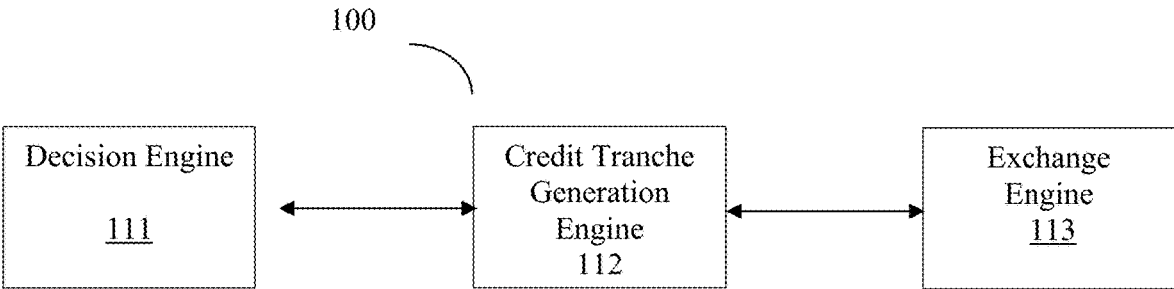 100
Decision Engine
111
Credit Tranche
Generation
Engine
112
Exchange
Engine
113